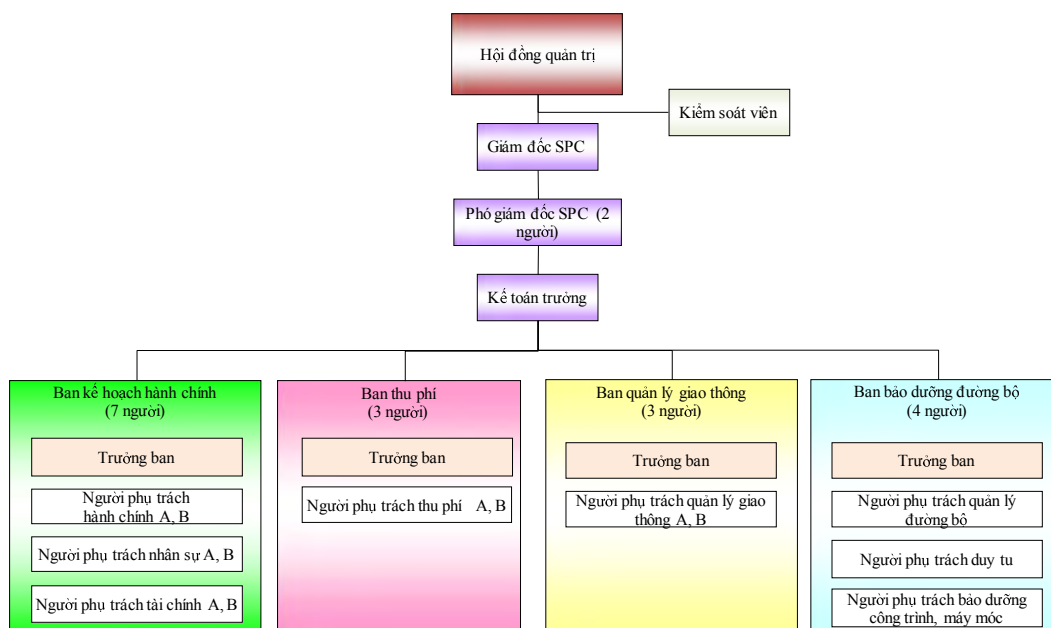 Hội đồng quản trị
Kiểm soát viên
Giám đốc SPC
Phó giám đốc SPC (2
người)
Kế toán trưởng
Ban kế hoạch hành chính
(7 người)
Trưởng ban
Người phụ trách
hành chính A, B
Người phụ trách nhân sự A, B
Người phụ trách tài chính A, B
Ban thu phí
(3 người)
Trưởng ban
Người phụ trách thu phí A, B
Ban quản lý giao thông
(3 người)
Trưởng ban
Người phụ trách quản lý giao
thông A, B
Ban bảo dưỡng đường bộ
(4 người)
Trưởng ban
Người phụ trách quản lý
đường bộ
Người phụ trách duy tu
Người phụ trách bảo dưỡng
công trình, máy móc